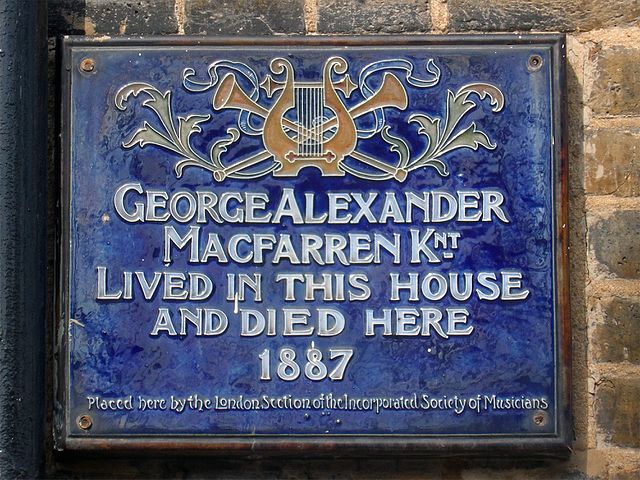 GEORGE ALEXANDER
MACFARREN KNT
LIVED IN THIS HOUSE
AND DIED HERE
1887
Placed here by the London Section of the Incorporated Society of Musicians